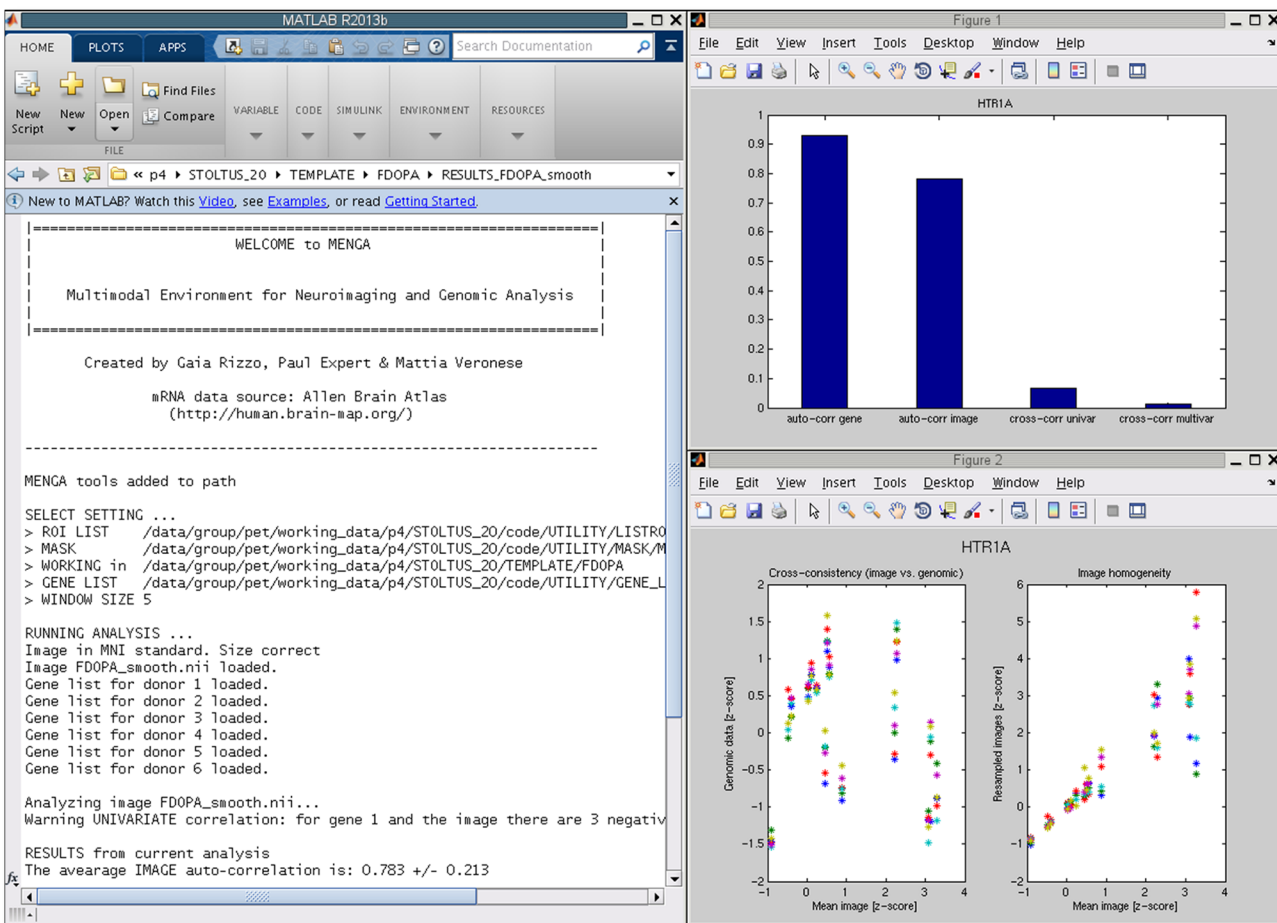 MATLAB R2013b
HOME PLOTS APPS Search Documentation
New Script New Open Find Files Compare VARIABLE CODE SIMULINK ENVIRONMENT RESOURCES
FILE
« p4 STOLTUS_20 TEMPLATE FDOPA RESULTS_FDOPA_smooth
New to MATLAB? Watch this Video, see Examples, or read Getting Started.
|===================================================================|
WELCOME to MENGA
Multimodal Environment for Neuroimaging and Genomic Analysis
|===================================================================|
Created by Gaia Rizzo, Paul Expert & Mattia Veronese
mRNA data source: Allen Brain Atlas
(http://human.brain-map.org/)
--------------------------------------------------------------------
MENGA tools added to path
SELECT SETTING ...
> ROI LIST /data/group/pet/working_data/p4/STOLTUS_20/code/UTILITY/LISTRO
> MASK /data/group/pet/working_data/p4/STOLTUS_20/code/UTILITY/MASK/M
> WORKING in /data/group/pet/working_data/p4/STOLTUS_20/TEMPLATE/FDOPA
> GENE LIST /data/group/pet/working_data/p4/STOLTUS_20/code/UTILITY/GENE_L
> WINDOW SIZE 5
RUNNING ANALYSIS ...
Image in MNI standard. Size correct
Image FDOPA_smooth.nii loaded.
Gene list for donor 1 loaded.
Gene list for donor 2 loaded.
Gene list for donor 3 loaded.
Gene list for donor 4 loaded.
Gene list for donor 5 loaded.
Gene list for donor 6 loaded.
Analyzing image FDOPA_smooth.nii...
Warning UNIVARIATE correlation: for gene 1 and the image there are 3 negativ
RESULTS from current analysis
The avearage IMAGE auto-correlation is: 0.783 +/- 0.213
fx
Figure 1
File Edit View Insert Tools Desktop Window Help
HTR1A
1
0.9
0.8
0.7
0.6
0.5
0.4
0.3
0.2
0.1
0
auto-corr gene auto-corr image cross-corr univar cross-corr multivar
Figure 2
File Edit View Insert Tools Desktop Window Help
HTR1A
Cross-consistency (image vs. genomic)
Genomic data [z-score]
2
1.5
1
0.5
0
-0.5
-1
-1.5
-2
-1 0 1 2 3 4
Mean image [z-score]
Image homogeneity
Resampled images [z-score]
6
5
4
3
2
1
0
-1
-2
-1 0 1 2 3 4
Mean image [z-score]